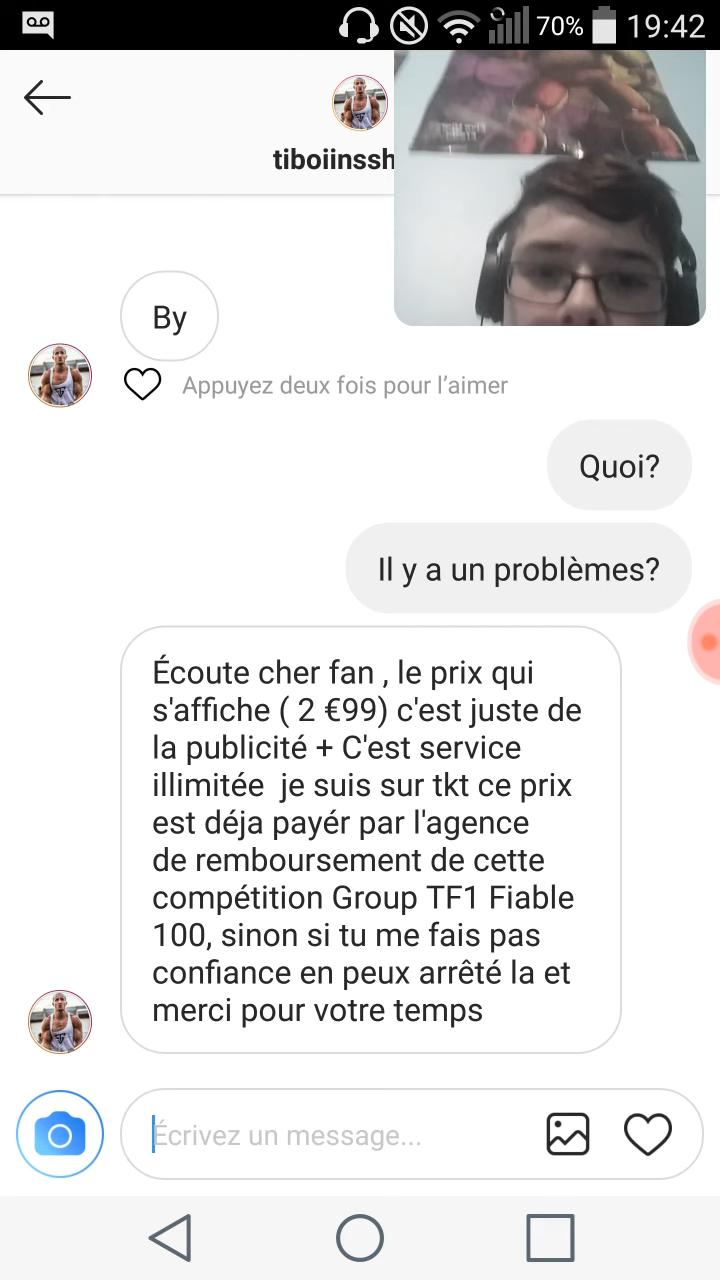 70% 19:42
tiboiinssh
By
Appuyez deux fois pour l’aimer
Quoi?
Il y a un problèmes?
Écoute cher fan , le prix qui
s'affiche ( 2 €99) c'est juste de
la publicité + C'est service
illimitée  je suis sur tkt ce prix
est déja payér par l'agence
de remboursement de cette
compétition Group TF1 Fiable
100, sinon si tu me fais pas
confiance en peux arrêté la et
merci pour votre temps
Écrivez un message...